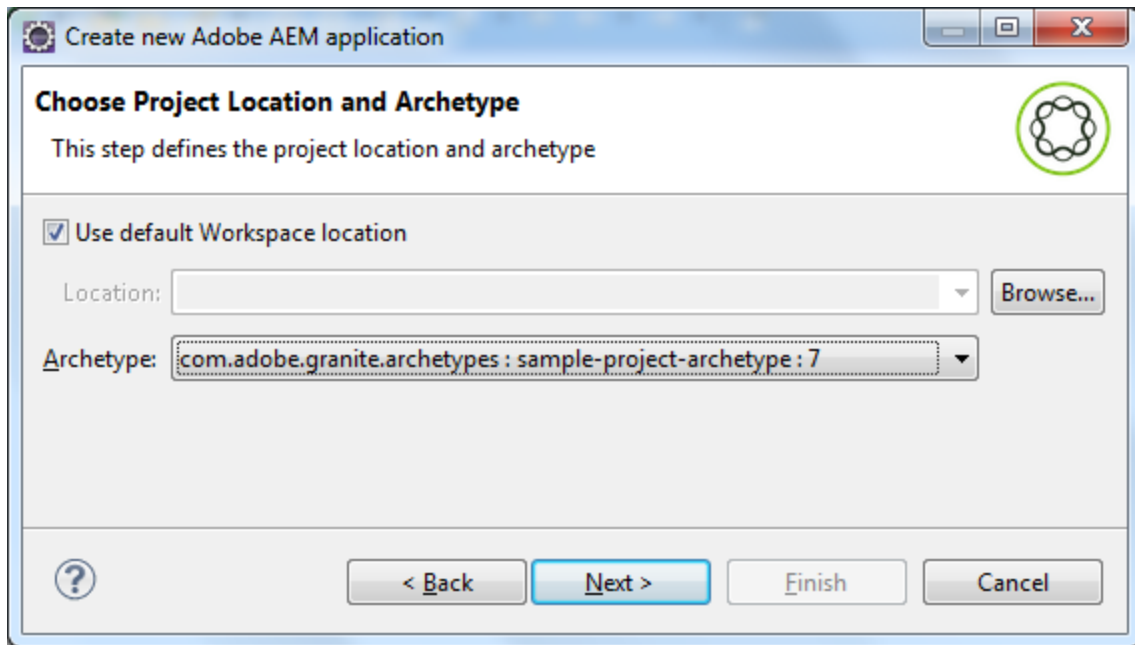 Create new Adobe AEM application
Choose Project Location and Archetype
This step defines the project location and archetype
Use default Workspace location
Location: Browse...
Archetype: com.adobe.granite.archetypes : sample-project-archetype : 7
? < Back Next > Finish Cancel